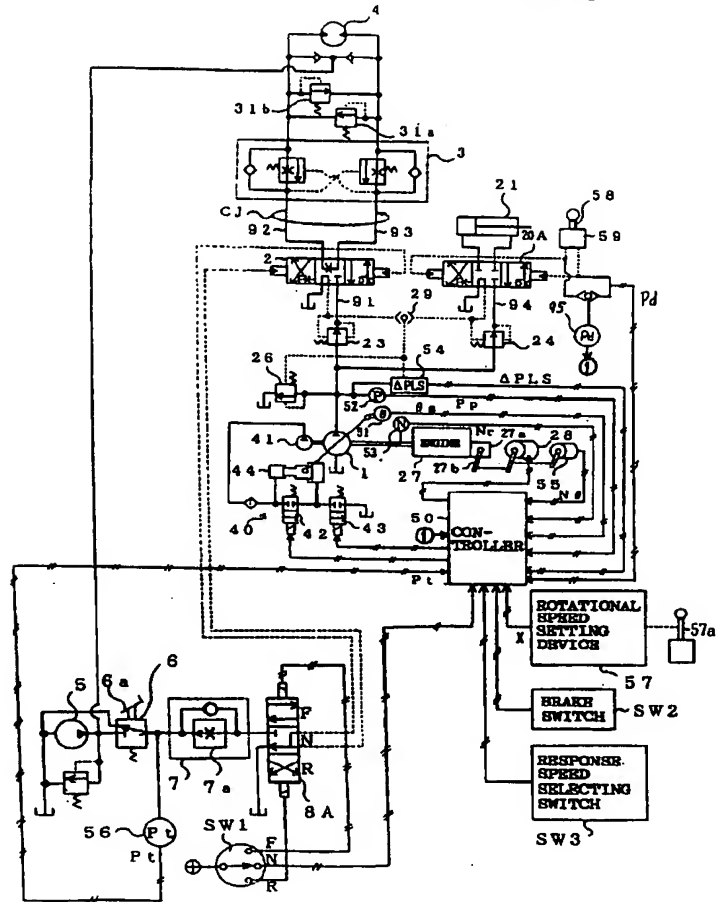 4
31b
31a
3
CJ
92
93
21
58
59
2
20A
91
29
94
95
Pd
Pd
1
23
24
54
26
ΔPLS
ΔPLS
52
P
Pp
θs
41
51
θ
N
53
ENGINE
Nr
27a
28
44
1
27
27b
55
50
Nθ
40
42
43
CON-
TROLLER
1
Pt
ROTATIONAL
SPEED
SETTING
DEVICE
X
57a
57
6a
6
5
7
F
N
R
BRAKE
SWITCH
SW2
7a
8A
RESPONSE
SPEED
SELECTING
SWITCH
56
Pt
Pt
SW1
F
N
R
SW3